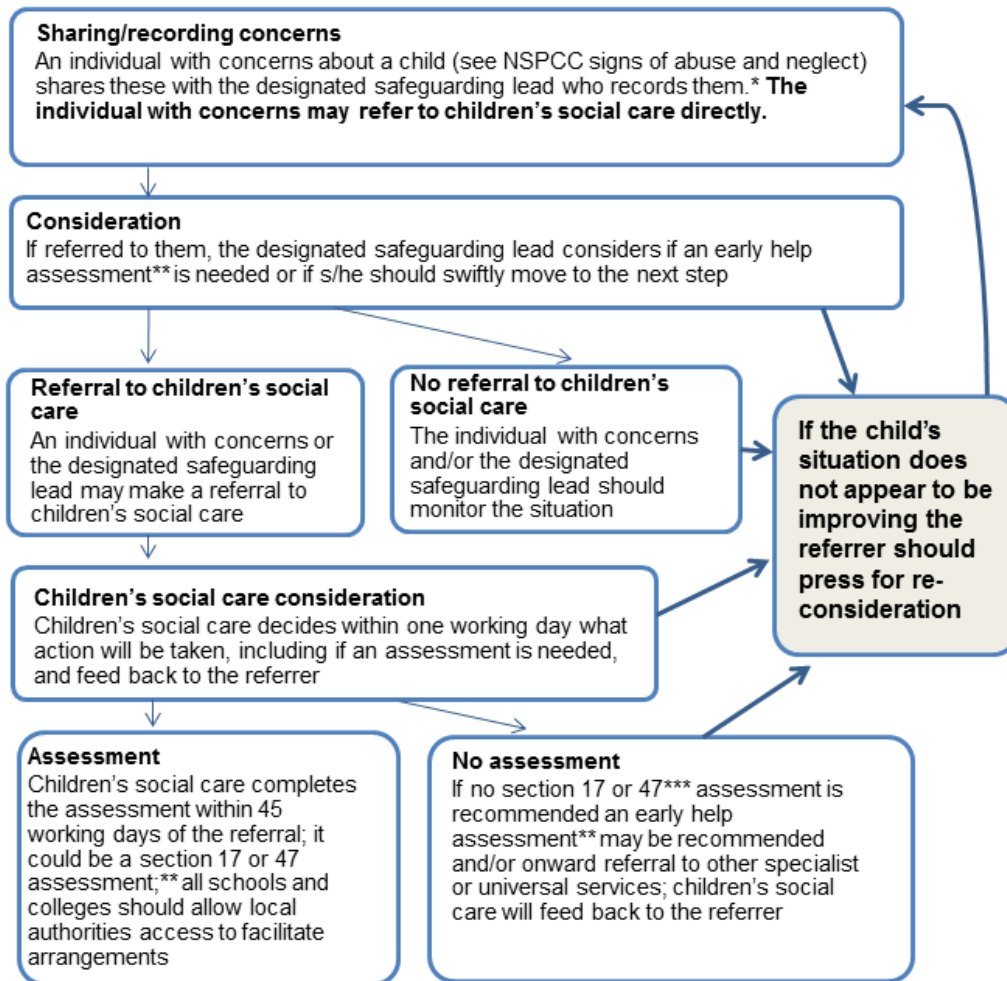 Sharing/recording concerns
An individual with concerns about a child (see NSPCC signs of abuse and neglect)
shares these with the designated safeguarding lead who records them.* The
individual with concerns may refer to children's social care directly.
Consideration
If referred to them, the designated safeguarding lead considers if an early help
assessment** is needed or if s/he should swiftly move to the next step
Referral to children's social
care
An individual with concerns or
the designated safeguarding
lead may make a referral to
children's social care
No referral to children's
social care
The individual with concerns
and/or the designated
safeguarding lead should
monitor the situation
If the child's
situation does
not appear to be
improving the
referrer should
press for re-
consideration
Children's social care consideration
Children's social care decides within one working day what
action will be taken, including if an assessment is needed,
and feed back to the referrer
Assessment
Children's social care completes
the assessment within 45
working days of the referral; it
could be a section 17 or 47
assessment;** all schools and
colleges should allow local
authorities access to facilitate
arrangements
No assessment
If no section 17 or 47*** assessment is
recommended an early help
assessment** may be recommended
and/or onward referral to other specialist
or universal services; children's social
care will feed back to the referrer